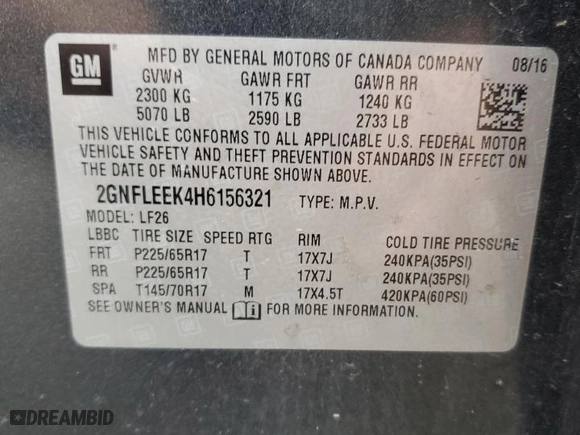 GM
MFD BY GENERAL MOTORS OF CANADA COMPANY 08/16
GVWR GAWR FRT GAWR RR
2300 KG 1175 KG 1240 KG
5070 LB 2590 LB 2733 LB
THIS VEHICLE CONFORMS TO ALL APPLICABLE U.S. FEDERAL MOTOR
VEHICLE SAFETY AND THEFT PREVENTION STANDARDS IN EFFECT ON
THE DATE OF MANUFACTURE SHOWN ABOVE.
2GNFLEEK4H6156321 TYPE: M.P.V.
MODEL: LF26
LBBC TIRE SIZE SPEED RTG RIM COLD TIRE PRESSURE
FRT P225/65R17 T 17X7J 240KPA(35PSI)
RR P225/65R17 T 17X7J 240KPA(35PSI)
SPA T145/70R17 M 17X4.5T 420KPA(60PSI)
SEE OWNER'S MANUAL FOR MORE INFORMATION.
DREAMBID